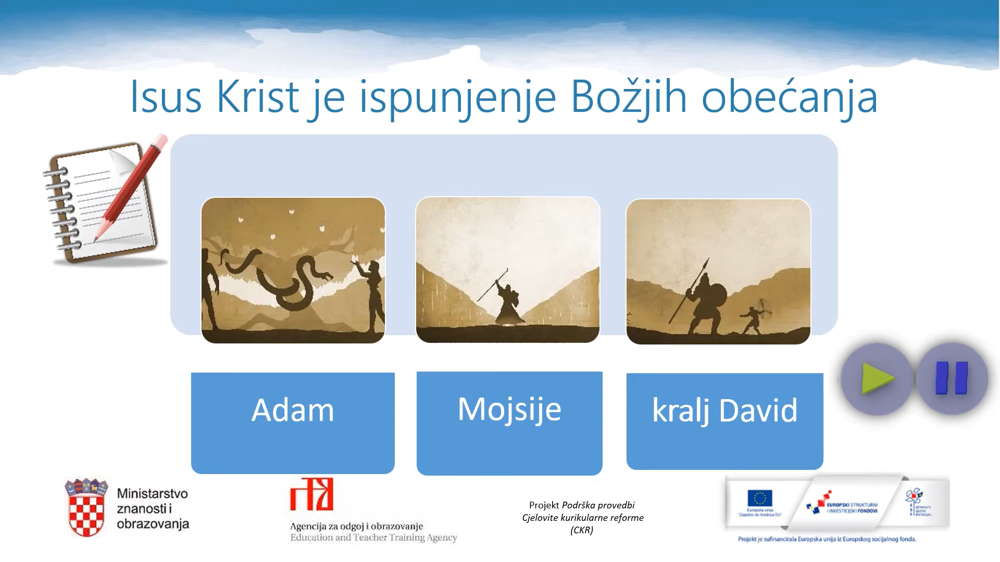 Isus Krist je ispunjenje Božjih obećanja
Adam
Mojsije
kralj David
Ministarstvo
znanosti i
obrazovanja
Agencija za odgoj i obrazovanje
Education and Teacher Training Agency
Projekt Podrška provedbi
Cjelovite kurikularne reforme
(CKR)
Europska unija
"Zajedno do fondova EU"
EUROPSKI STRUKTURNI
I INVESTICIJSKI FONDOVI
Projekt je sufinancirala Europska unija iz Europskog socijalnog fonda.